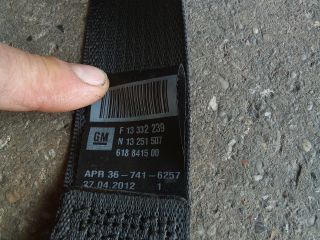 GM
F 13 332 239
N 13 251 507
618 8415 00
APR 36-741-6257
27.04.2012 1